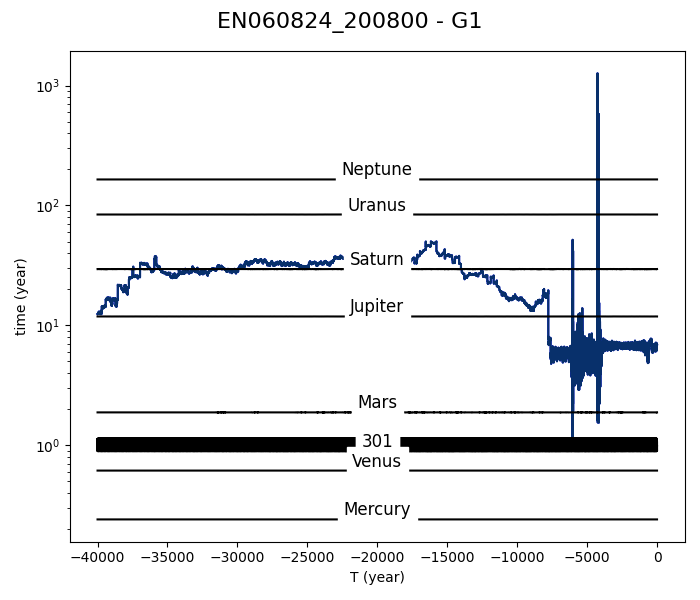 EN060824_200800 - G1
10³
10²
10¹
10⁰
time (year)
Neptune
Uranus
Saturn
Jupiter
Mars
301
Venus
Mercury
−40000 −35000 −30000 −25000 −20000 −15000 −10000 −5000 0
T (year)